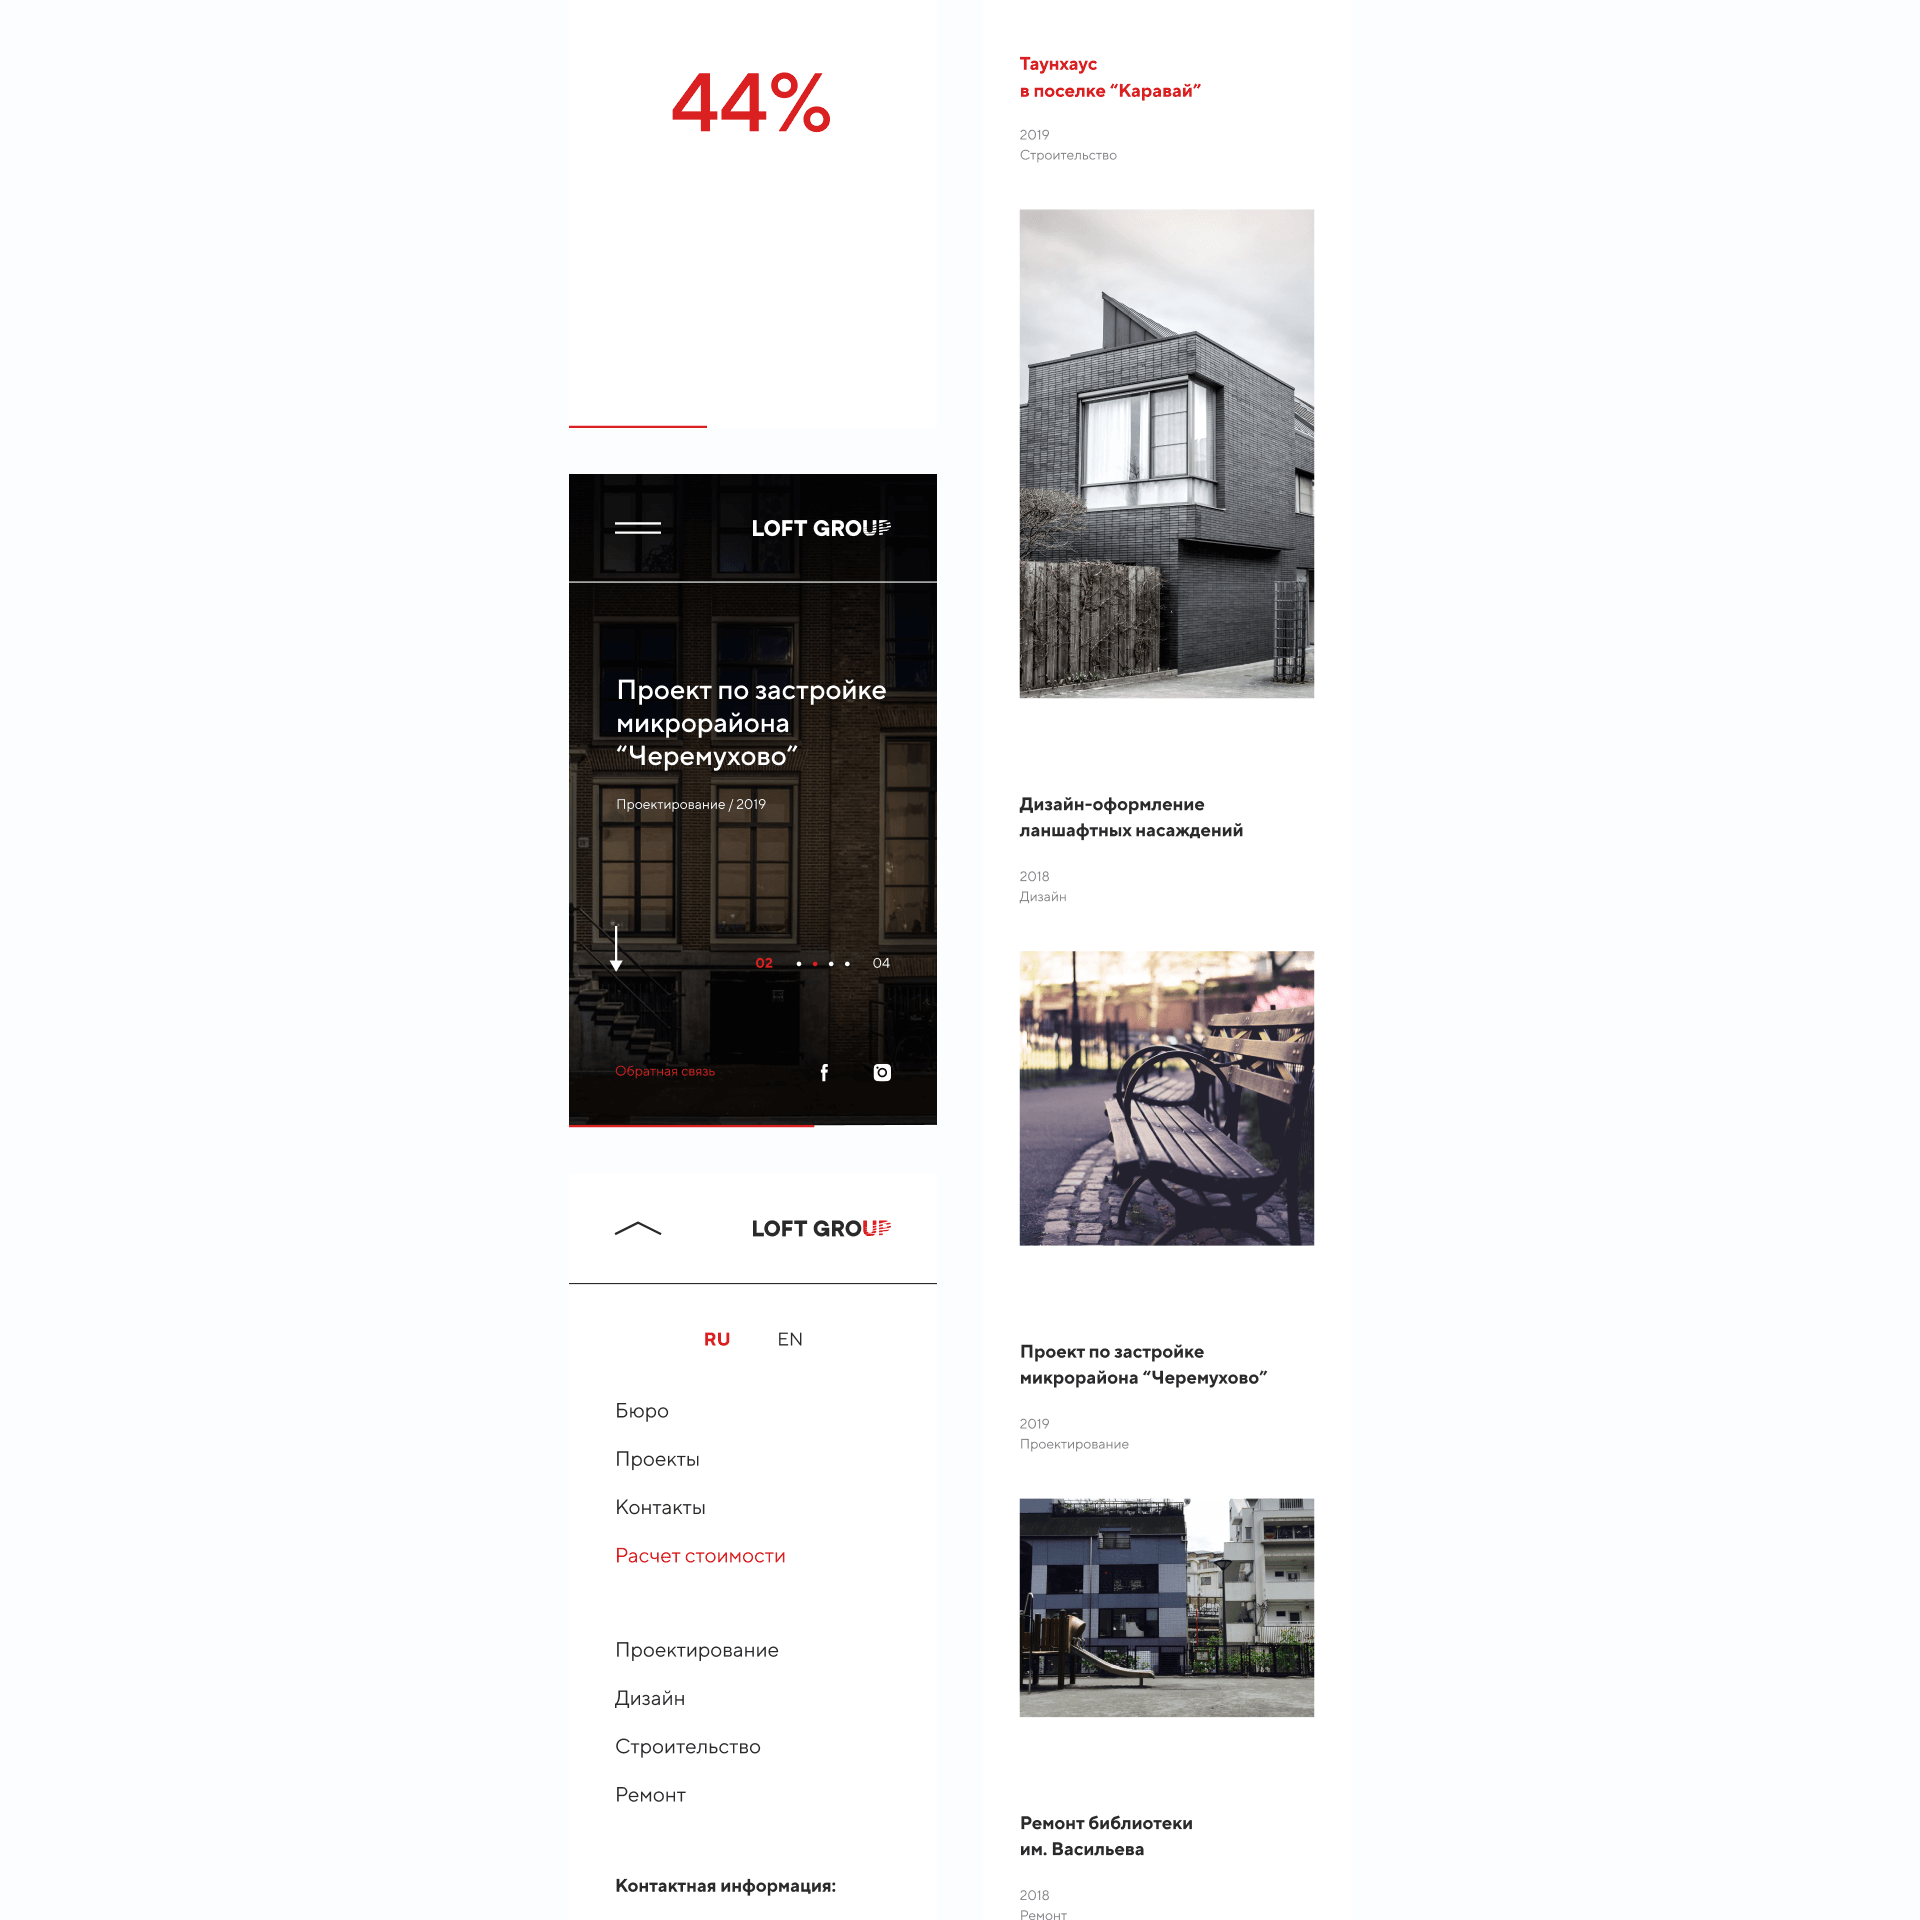 44%
LOFT GROUP
Проект по застройке
микрорайона
“Черемухово”
Проектирование / 2019
02
04
Обратная связь
LOFT GROUP
RU EN
Бюро
Проекты
Контакты
Расчет стоимости
Проектирование
Дизайн
Строительство
Ремонт
Контактная информация:
Таунхаус
в поселке “Каравай”
2019
Строительство
Дизайн-оформление
ланшафтных насаждений
2018
Дизайн
Проект по застройке
микрорайона “Черемухово”
2019
Проектирование
Ремонт библиотеки
им. Васильева
2018
Ремонт